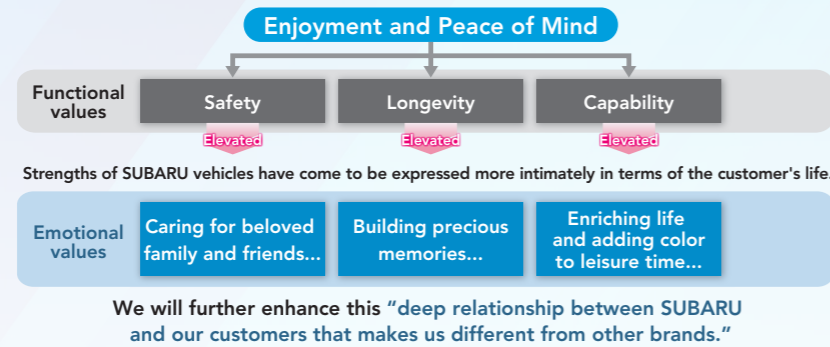 Enjoyment and Peace of Mind
Functional
values
Safety
Longevity
Capability
Elevated
Elevated
Elevated
Strengths of SUBARU vehicles have come to be expressed more intimately in terms of the customer's life.
Emotional
values
Caring for beloved
family and friends...
Building precious
memories...
Enriching life
and adding color
to leisure time...
We will further enhance this “deep relationship between SUBARU
and our customers that makes us different from other brands.”